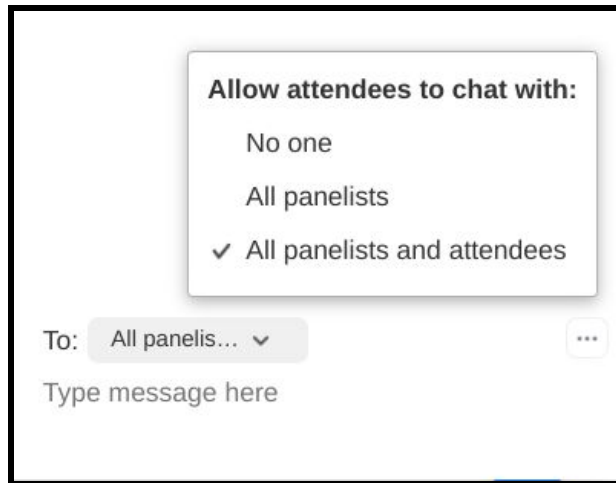 Allow attendees to chat with:
No one
All panelists
All panelists and attendees
To: All panelis...
Type message here